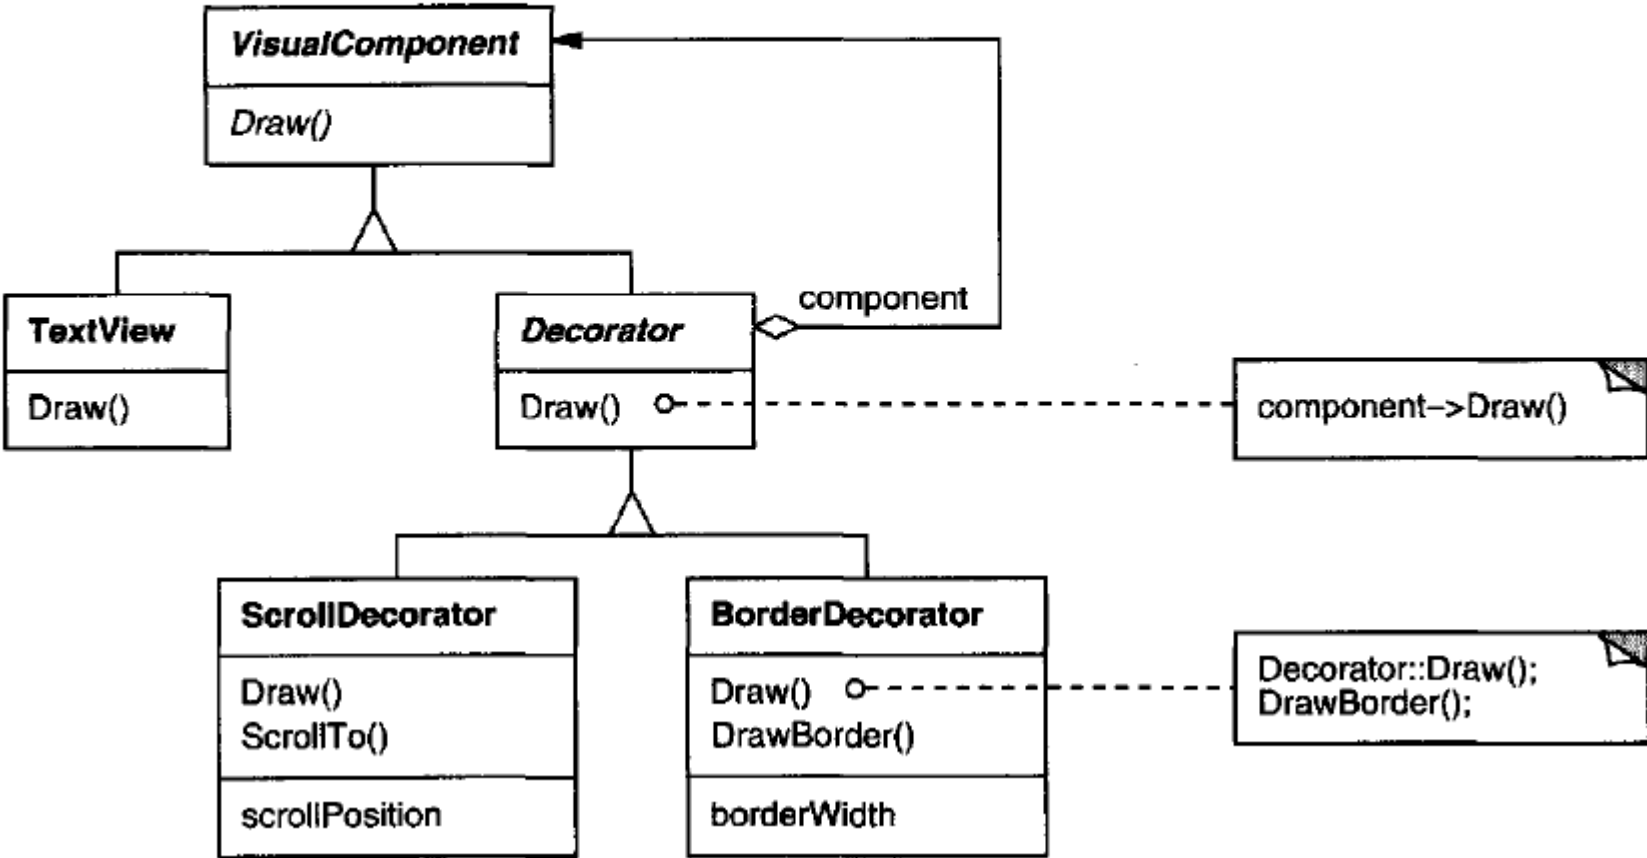 VisualComponent
Draw()
component
TextView
Draw()
Decorator
Draw()
component–>Draw()
ScrollDecorator
Draw()
ScrollTo()
scrollPosition
BorderDecorator
Draw()
DrawBorder()
borderWidth
Decorator::Draw();
DrawBorder();